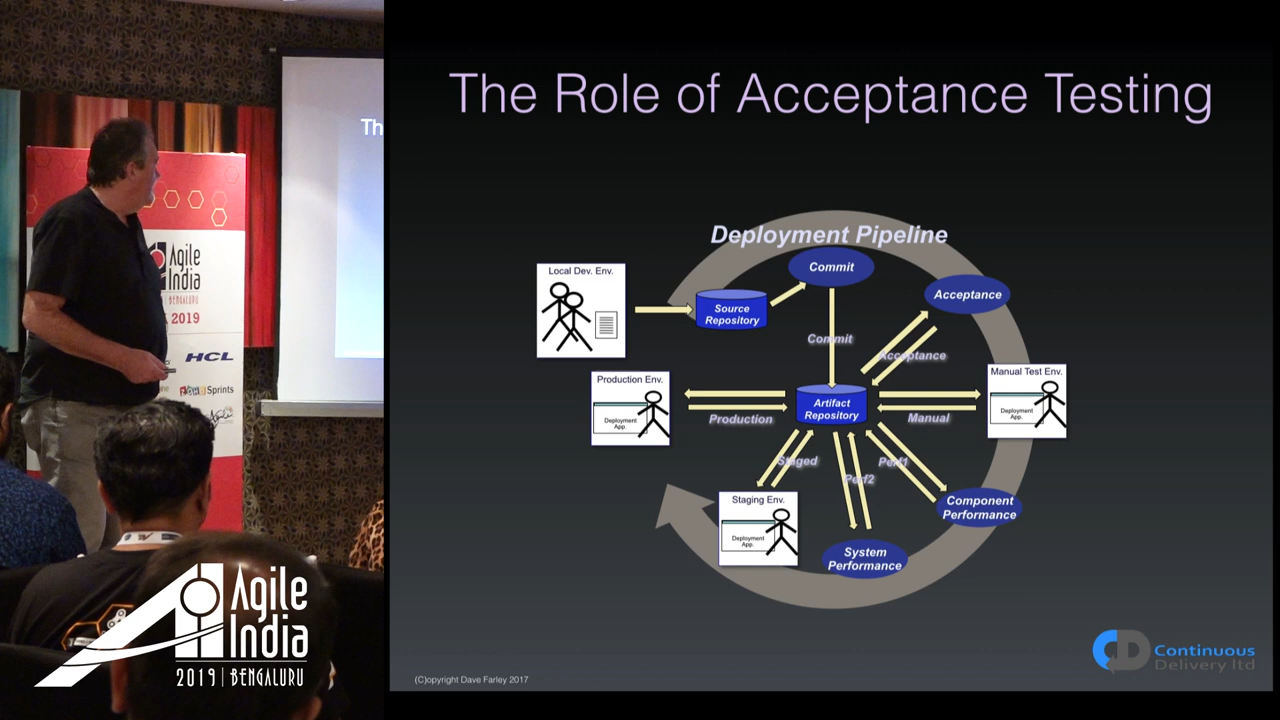 The Role of Acceptance Testing
Deployment Pipeline
Local Dev. Env.
Commit
Source
Repository
Acceptance
Commit
Acceptance
Production Env.
Deployment
App.
Production
Artifact
Repository
Manual
Manual Test Env.
Deployment
App.
Staged
Perf2
Perf1
Staging Env.
Deployment
App.
System
Performance
Component
Performance
Continuous
Delivery ltd
(C)opyright Dave Farley 2017
Th
Agile
India
BENGALURU
2019
HCL
Sprints
Agile
India
2019 | BENGALURU